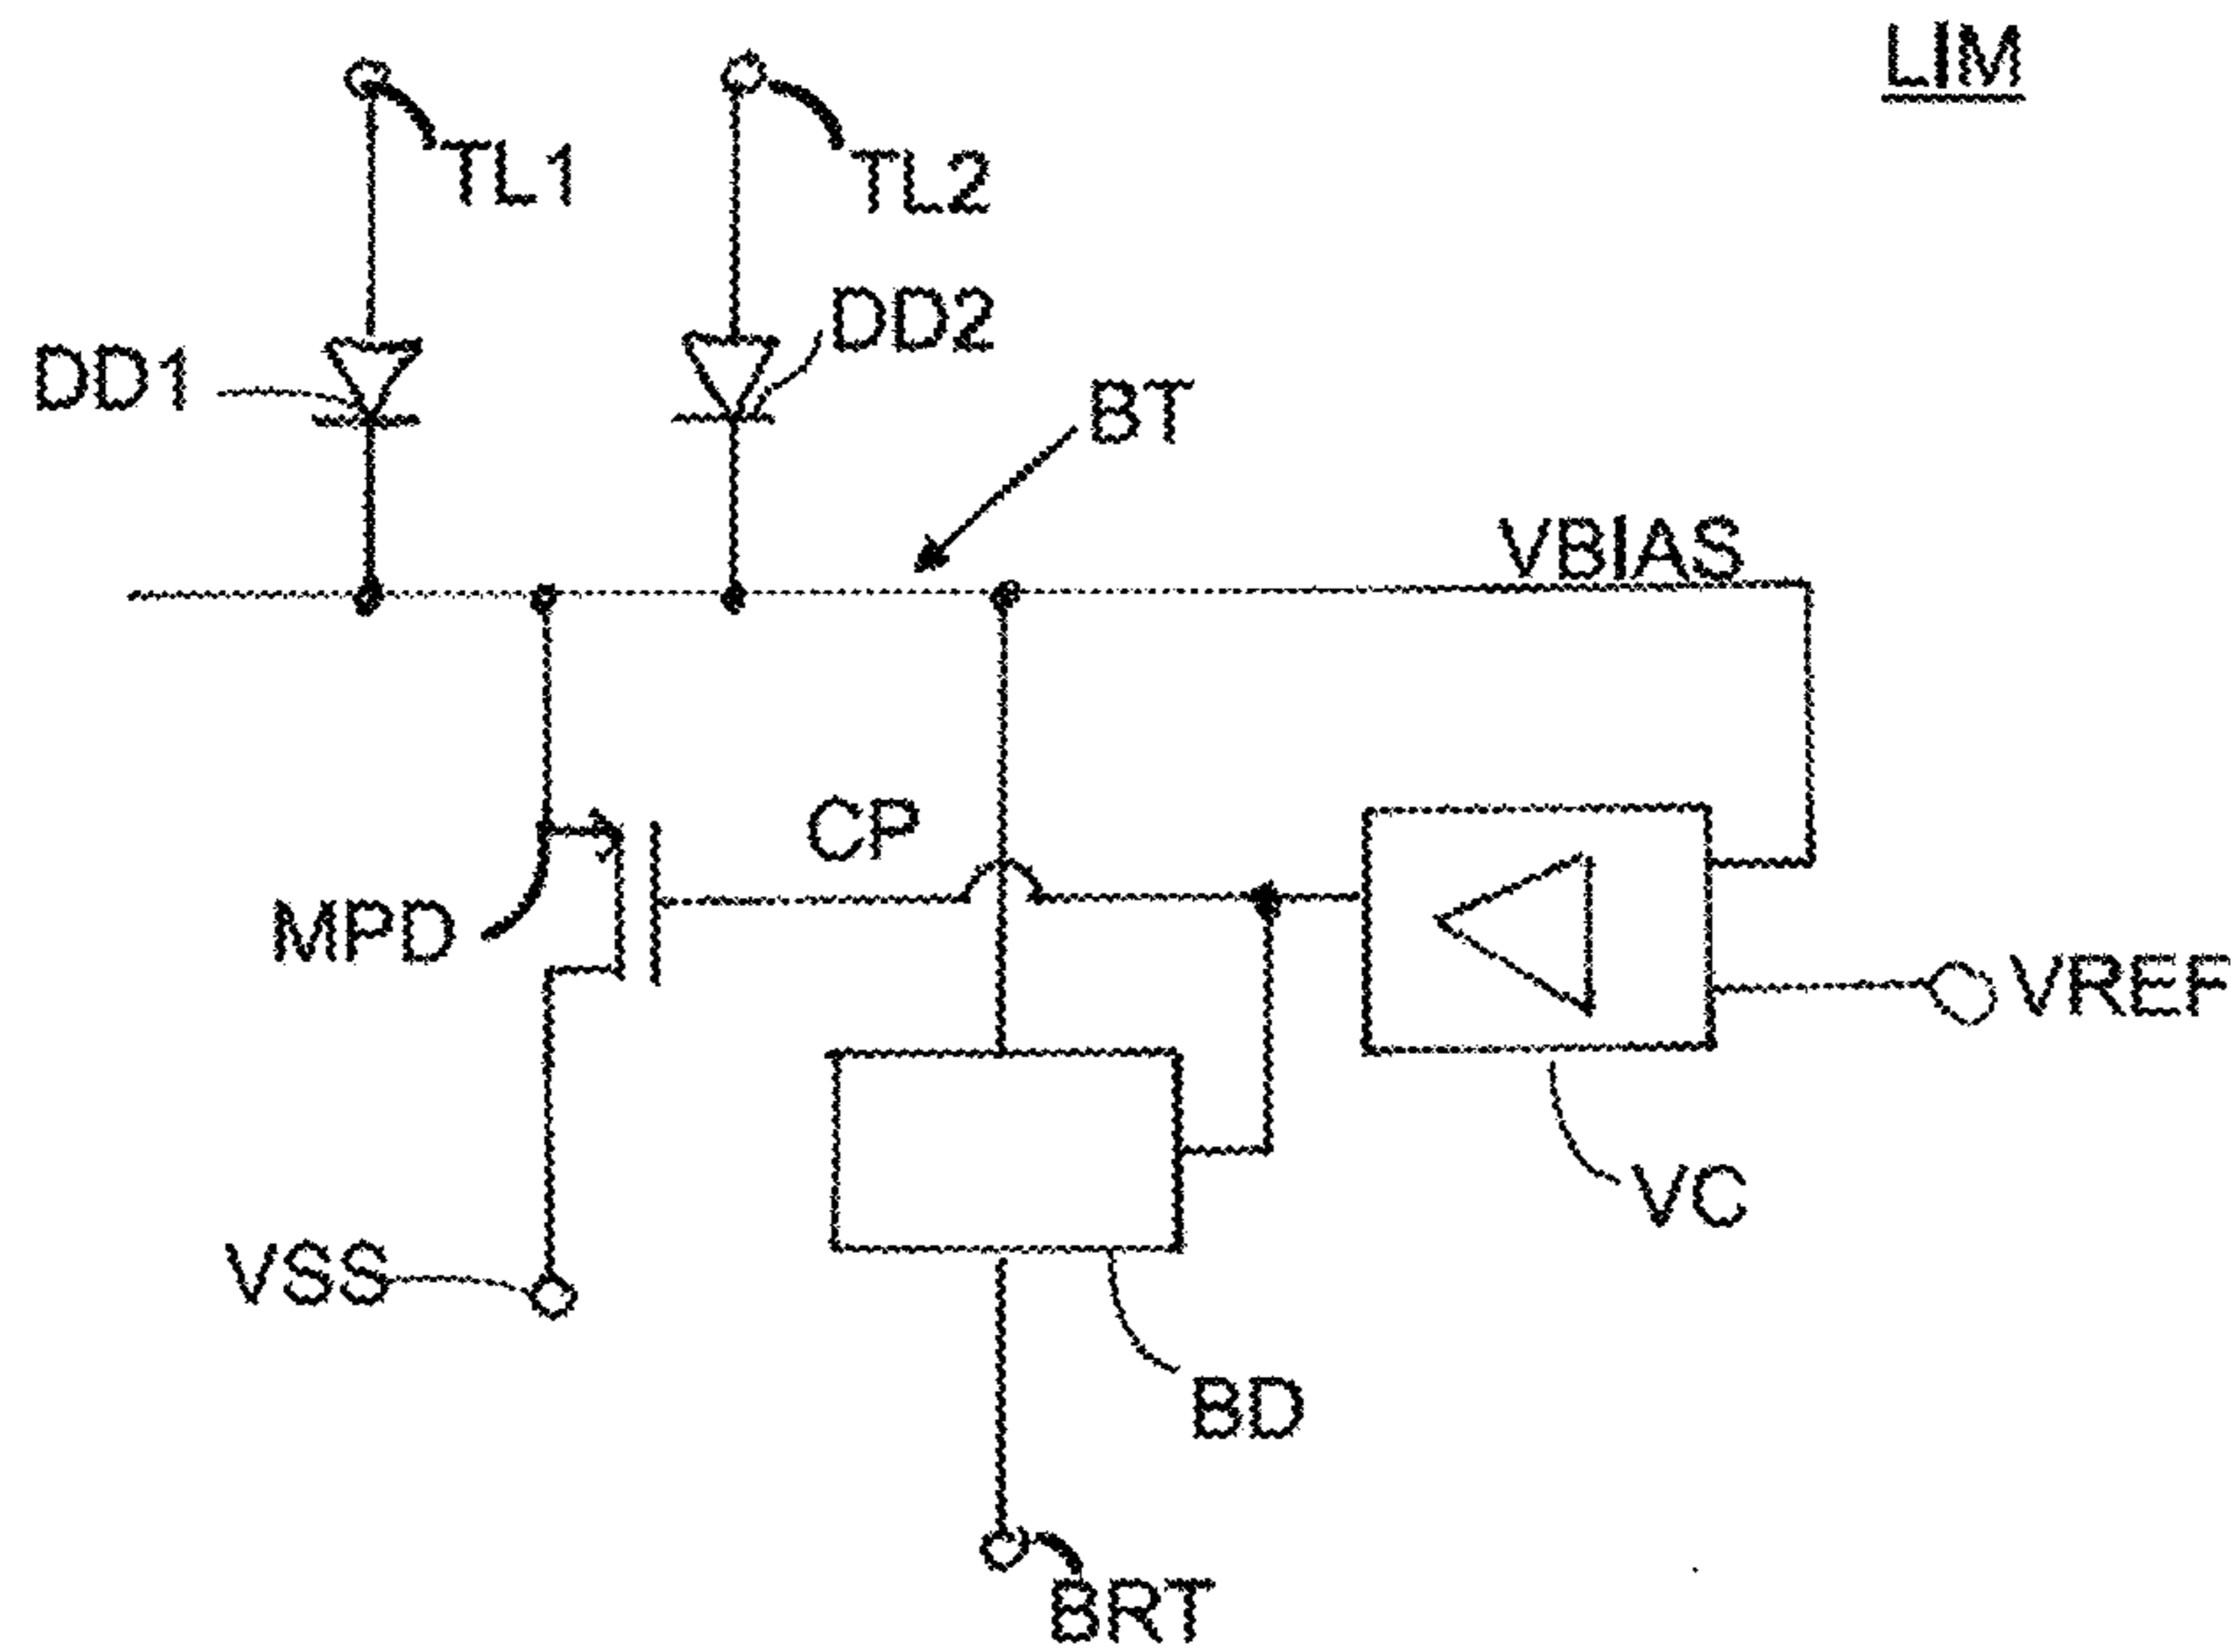 LIM
TL1
TL2
DD2
DD1
BT
VBIAS
CP
MPD
VREF
VC
VSS
BD
BRT